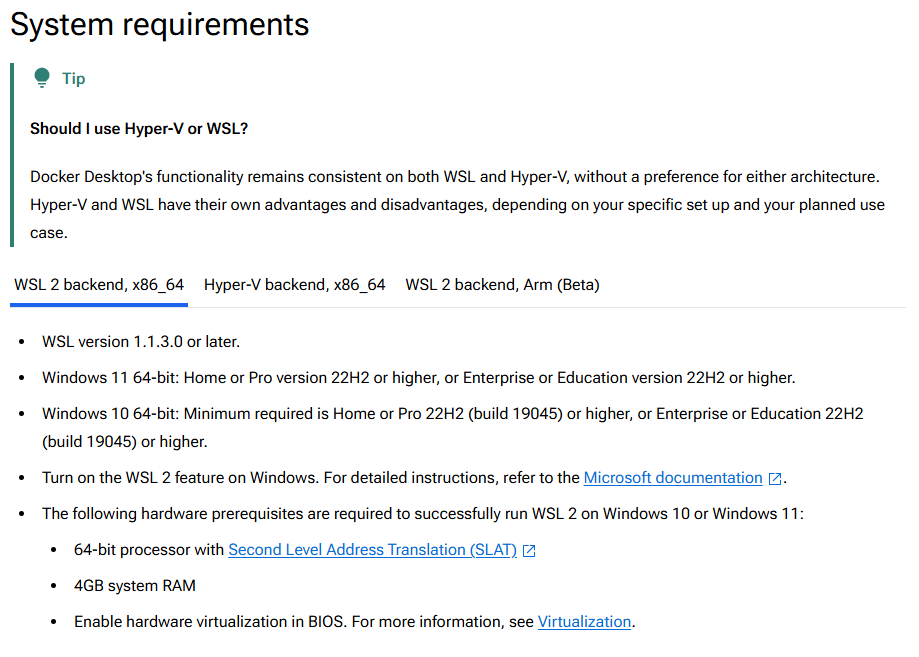 System requirements
Tip
Should I use Hyper-V or WSL?
Docker Desktop's functionality remains consistent on both WSL and Hyper-V, without a preference for either architecture.
Hyper-V and WSL have their own advantages and disadvantages, depending on your specific set up and your planned use
case.
WSL 2 backend, x86_64 Hyper-V backend, x86_64 WSL 2 backend, Arm (Beta)
• WSL version 1.1.3.0 or later.
• Windows 11 64-bit: Home or Pro version 22H2 or higher, or Enterprise or Education version 22H2 or higher.
• Windows 10 64-bit: Minimum required is Home or Pro 22H2 (build 19045) or higher, or Enterprise or Education 22H2
(build 19045) or higher.
• Turn on the WSL 2 feature on Windows. For detailed instructions, refer to the Microsoft documentation.
• The following hardware prerequisites are required to successfully run WSL 2 on Windows 10 or Windows 11:
• 64-bit processor with Second Level Address Translation (SLAT)
• 4GB system RAM
• Enable hardware virtualization in BIOS. For more information, see Virtualization.